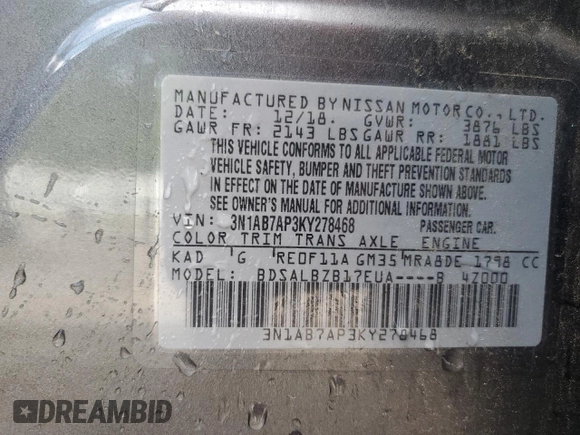 MANUFACTURED BY NISSAN MOTOR CO., LTD.
DATE: 12/18. GVWR: 3876 LBS
GAWR FR: 2143 LBS GAWR RR: 1881 LBS
THIS VEHICLE CONFORMS TO ALL APPLICABLE FEDERAL MOTOR
VEHICLE SAFETY, BUMPER AND THEFT PREVENTION STANDARDS
IN EFFECT ON THE DATE OF MANUFACTURE SHOWN ABOVE.
SEE OWNER'S MANUAL FOR ADDITIONAL INFORMATION.
VIN: 3N1AB7AP3KY278468 PASSENGER CAR.
COLOR TRIM TRANS AXLE ENGINE
KAD G RE0F11A GM35 MRA8DE 1798 CC
MODEL: BDSALBZB17EUA----B 4Z000
3N1AB7AP3KY278468
DREAMBID